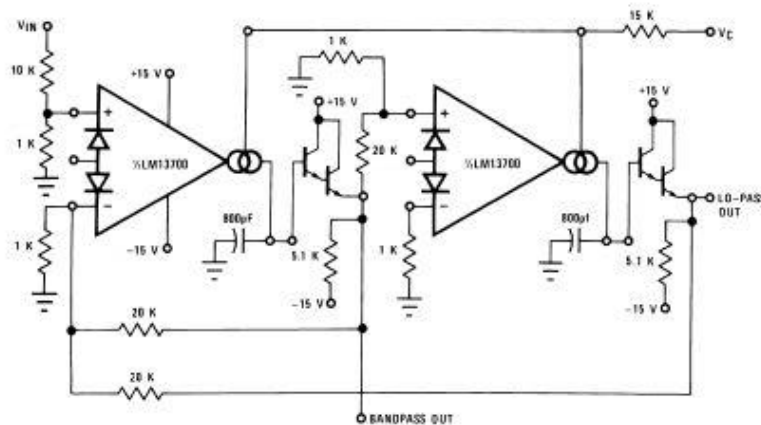 VIN
10 K
1 K
1 K
+15 V
+
−
½LM13700
−15 V
800pF
+15 V
5.1 K
−15 V
1 K
20 K
+
−
½LM13700
1 K
15 K
VC
800pf
+15 V
LO-PASS
OUT
5.1 K
−15 V
20 K
20 K
BANDPASS OUT